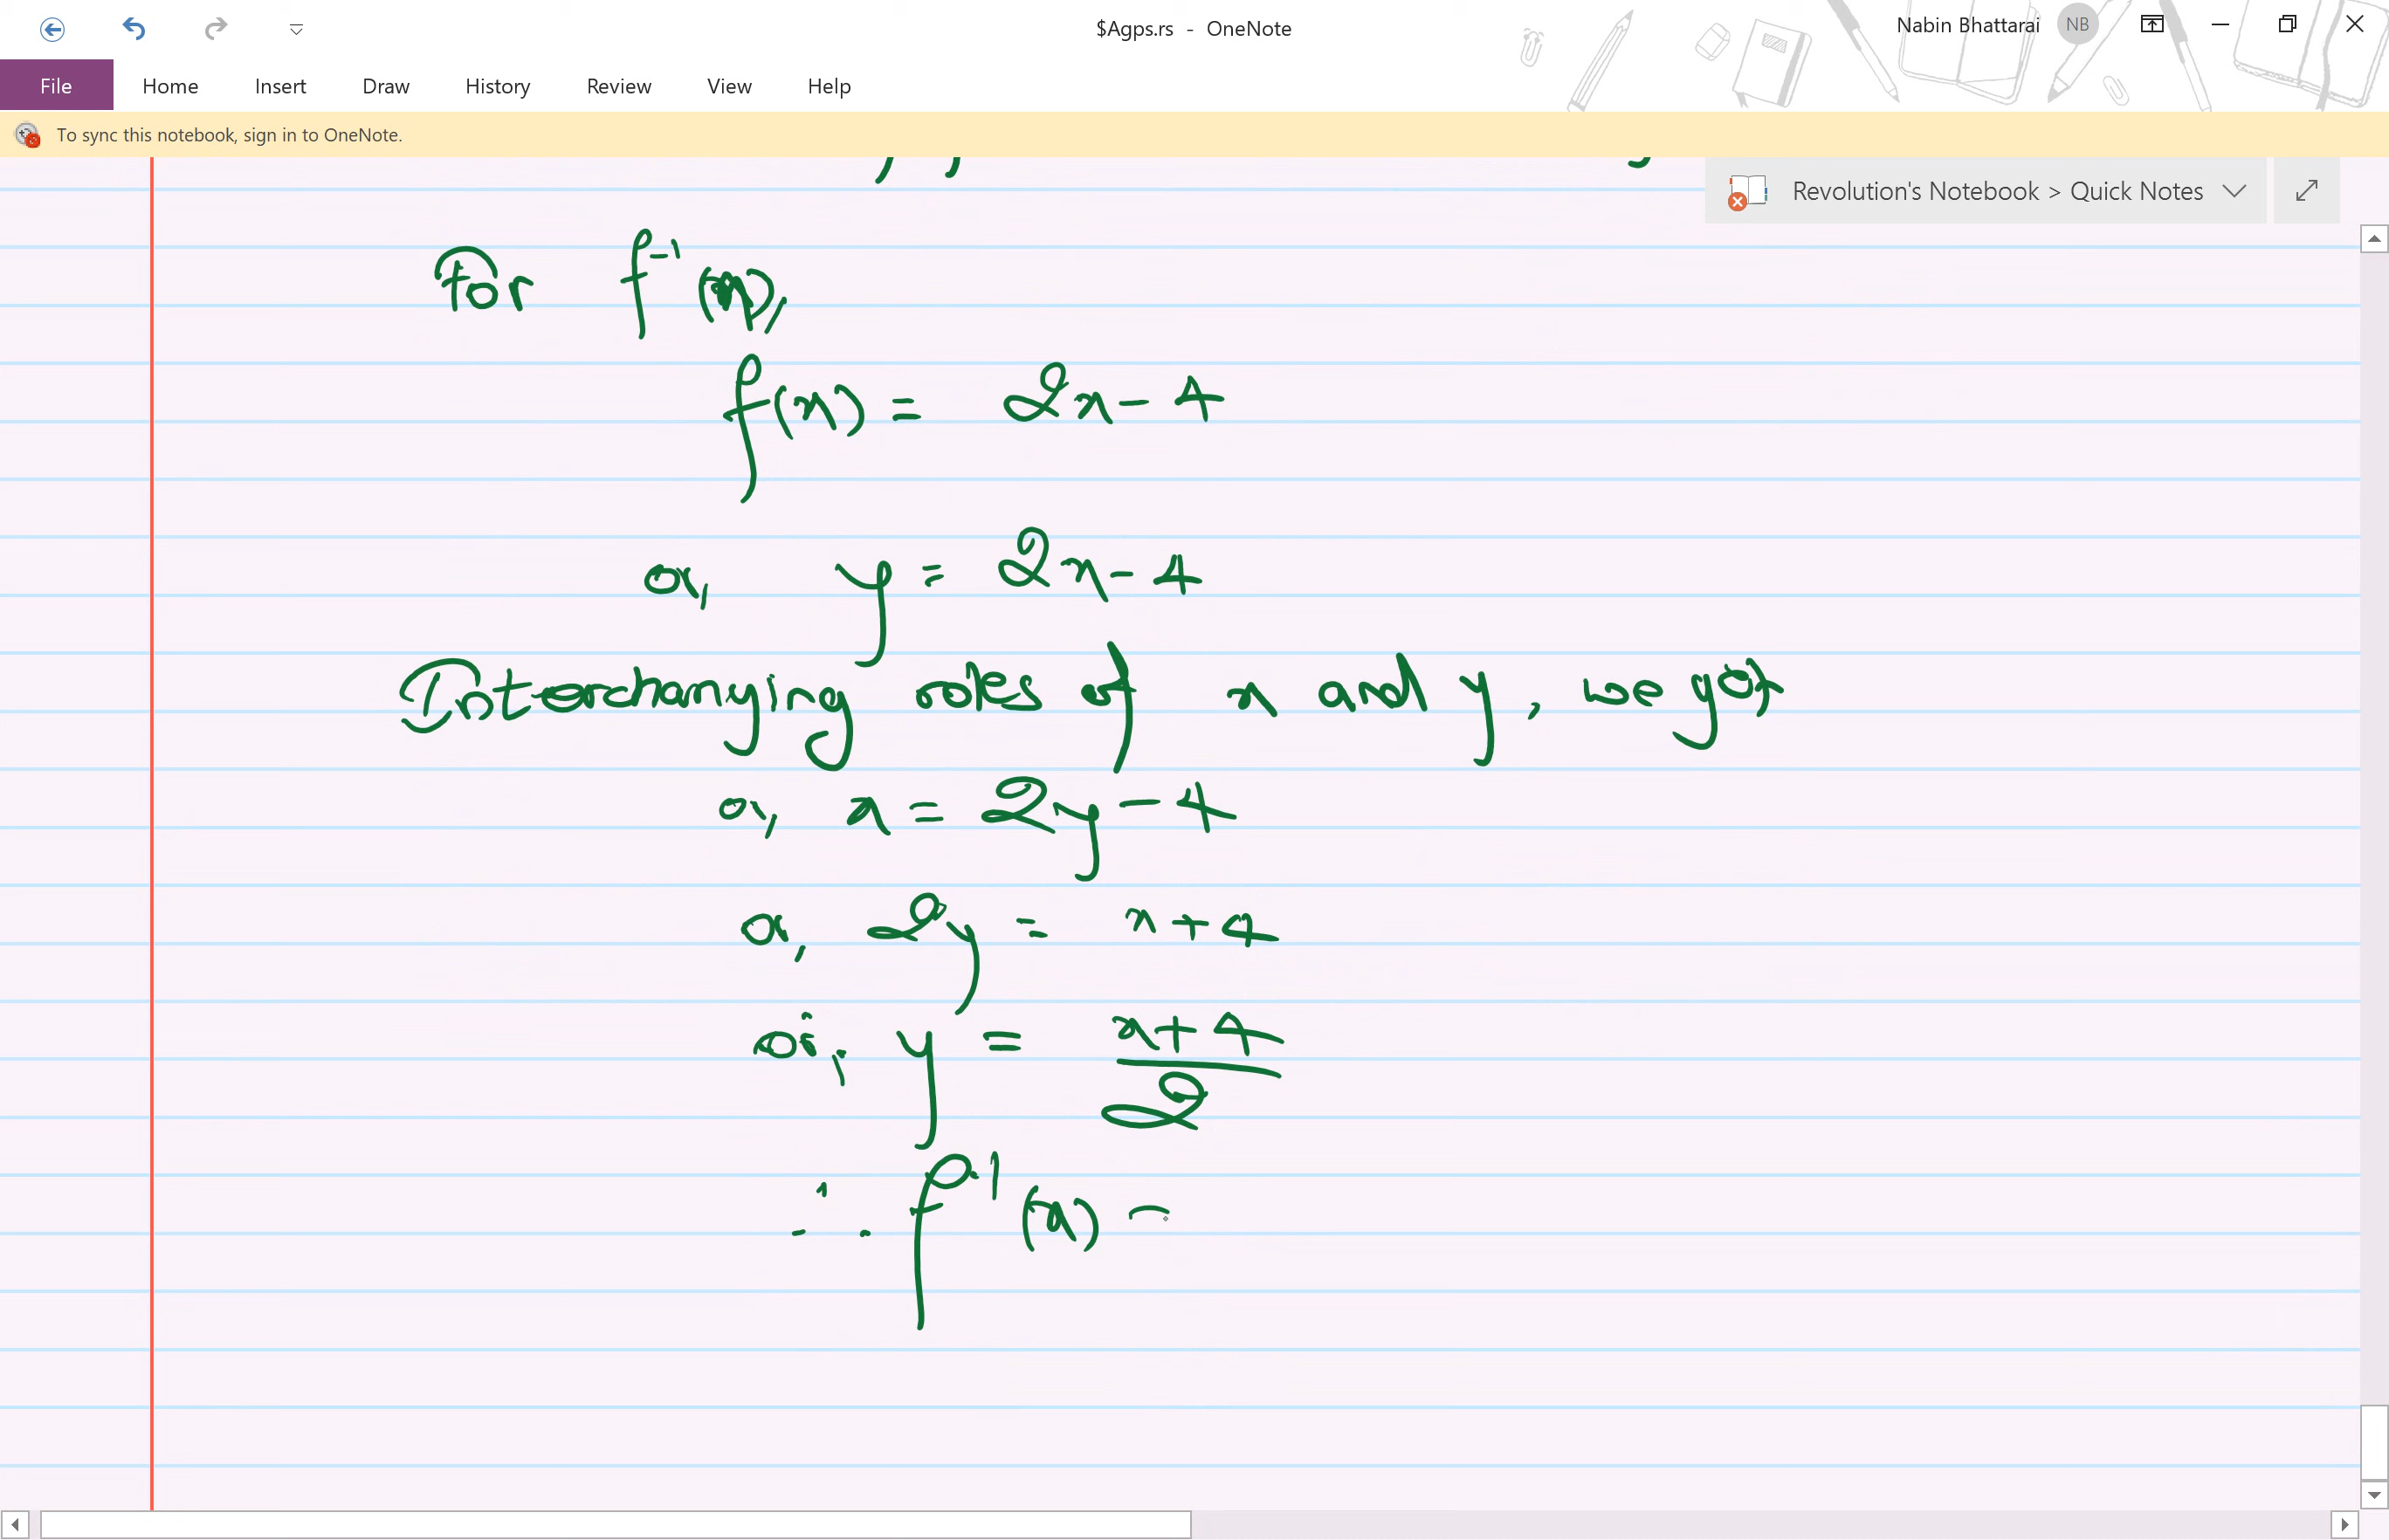 $Agps.rs - OneNote
Nabin Bhattarai NB
File Home Insert Draw History Review View Help
To sync this notebook, sign in to OneNote.
Revolution's Notebook > Quick Notes
for f⁻¹(x),
f(x) = 2x - 4
or, y = 2x - 4
Interchanging roles of x and y, we get
or, x = 2y - 4
or, 2y = x + 4
or, y = (x + 4)/2
∴ f⁻¹(x) =